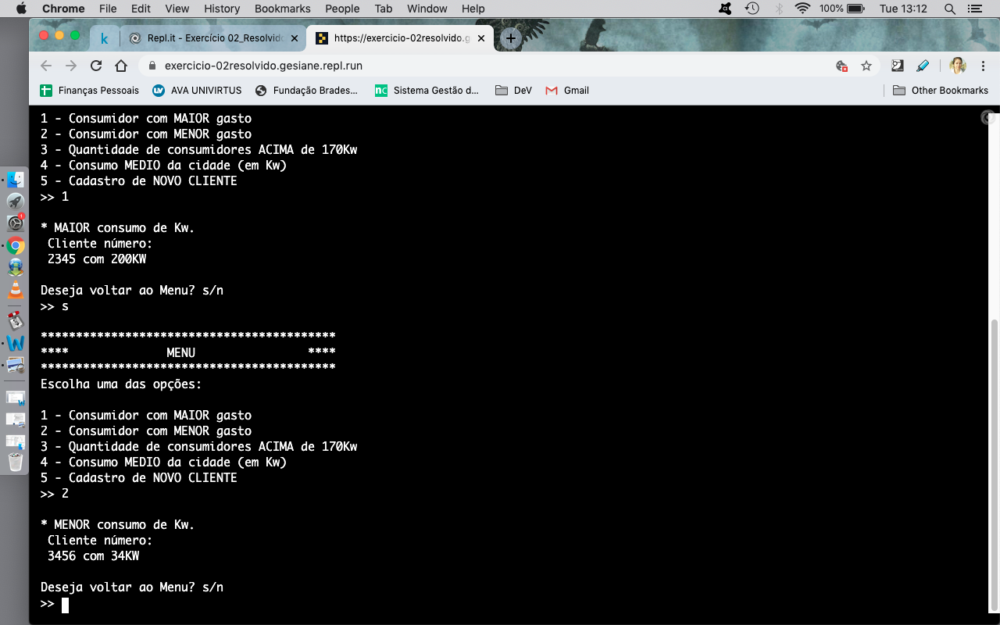 Chrome File Edit View History Bookmarks People Tab Window Help 100% Tue 13:12
k Repl.it - Exercício 02_Resolvid https://exercicio-02resolvido.g
exercicio-02resolvido.gesiane.repl.run
Finanças Pessoais LV AVA UNIVIRTUS Fundação Brades... nc Sistema Gestão d... DeV Gmail Other Bookmarks
1 - Consumidor com MAIOR gasto
2 - Consumidor com MENOR gasto
3 - Quantidade de consumidores ACIMA de 170Kw
4 - Consumo MEDIO da cidade (em Kw)
5 - Cadastro de NOVO CLIENTE
>> 1
* MAIOR consumo de Kw.
Cliente número:
2345 com 200KW
Deseja voltar ao Menu? s/n
>> s
******************************************
**** MENU ****
******************************************
Escolha uma das opções:
1 - Consumidor com MAIOR gasto
2 - Consumidor com MENOR gasto
3 - Quantidade de consumidores ACIMA de 170Kw
4 - Consumo MEDIO da cidade (em Kw)
5 - Cadastro de NOVO CLIENTE
>> 2
* MENOR consumo de Kw.
Cliente número:
3456 com 34KW
Deseja voltar ao Menu? s/n
>>